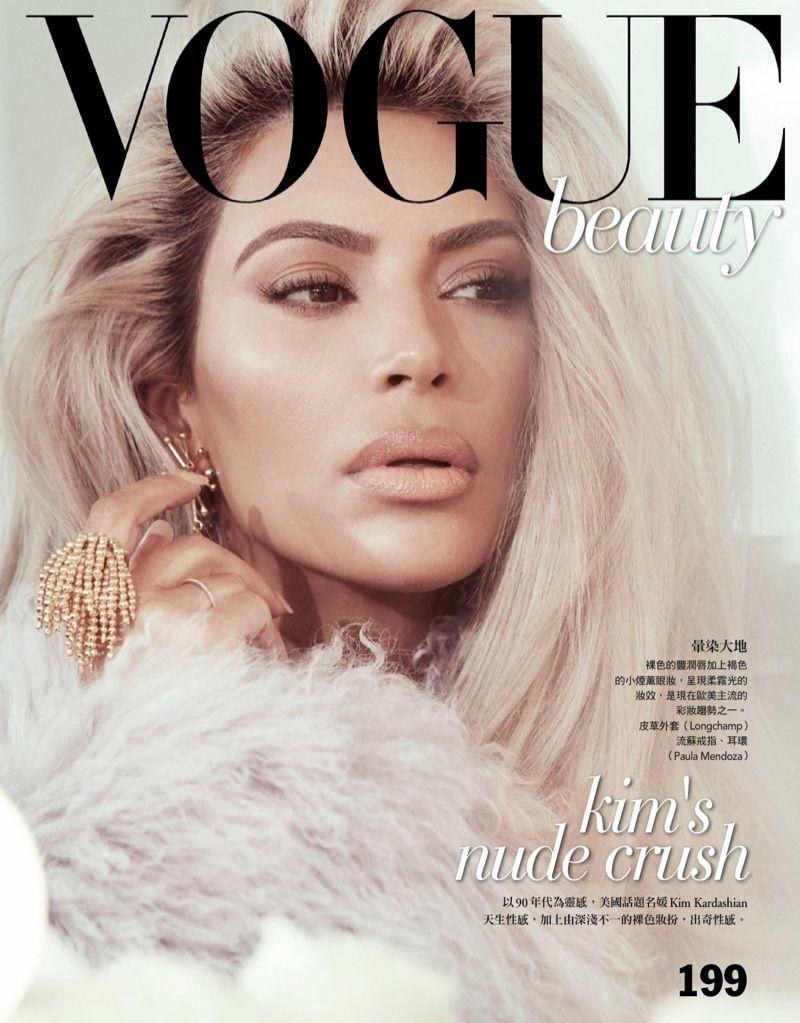 VOGUE
beauty
暈染大地
裸色的豐潤唇加上褐色
的小煙薰眼妝，呈現柔霧光的
妝效，是現在歐美主流的
彩妝趨勢之一。
皮草外套（Longchamp）
流蘇戒指、耳環
（Paula Mendoza）
kim's
nude crush
以90年代為靈感，美國話題名媛Kim Kardashian
天生性感，加上由深淺不一的裸色妝扮，出奇性感。
199